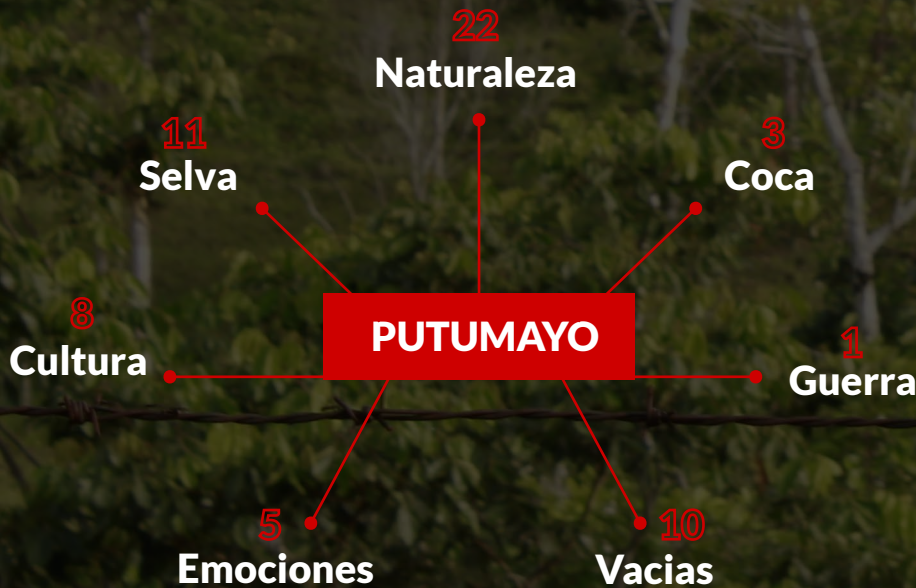 22
Naturaleza
11
Selva
3
Coca
8
Cultura
PUTUMAYO
1
Guerra
5
Emociones
10
Vacias